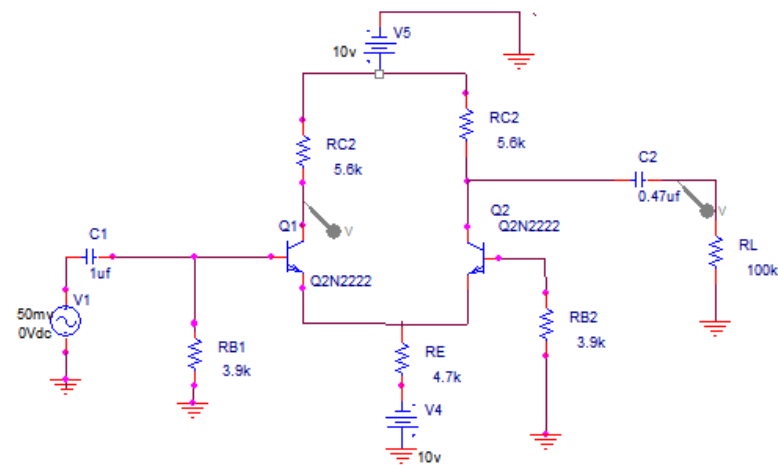 V5
10v
RC2
5.6k
RC2
5.6k
C2
0.47uf
V
Q1
V
Q2
Q2N2222
C1
1uf
Q2N2222
RL
100k
V1
50mv
0Vdc
RB1
3.9k
RE
4.7k
RB2
3.9k
V4
10v